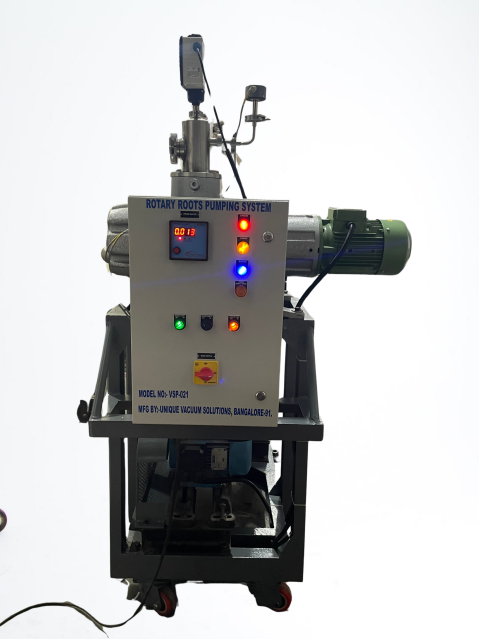 ROTARY ROOTS PUMPING SYSTEM
0.013
MODEL NO:- VSP-021
MFG BY:-UNIQUE VACUUM SOLUTIONS, BANGALORE-91.